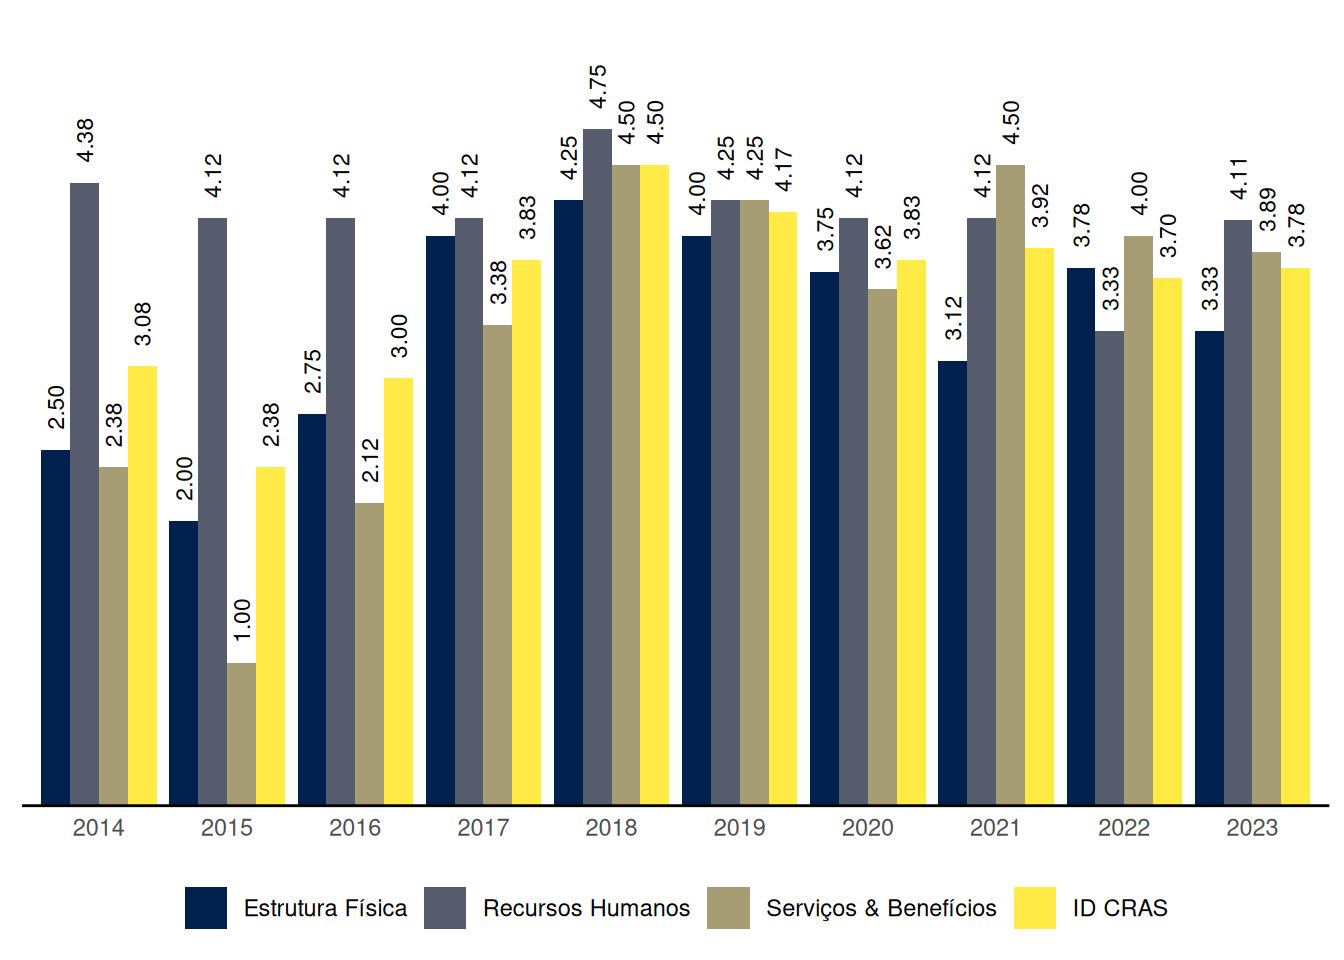 2.50 4.38 2.38 3.08
2.00 4.12 1.00 2.38
2.75 4.12 2.12 3.00
4.00 4.12 3.38 3.83
4.25 4.75 4.50 4.50
4.00 4.25 4.25 4.17
3.75 4.12 3.62 3.83
3.12 4.12 4.50 3.92
3.78 3.33 4.00 3.70
3.33 4.11 3.89 3.78
2014 2015 2016 2017 2018 2019 2020 2021 2022 2023
Estrutura Física Recursos Humanos Serviços & Benefícios ID CRAS